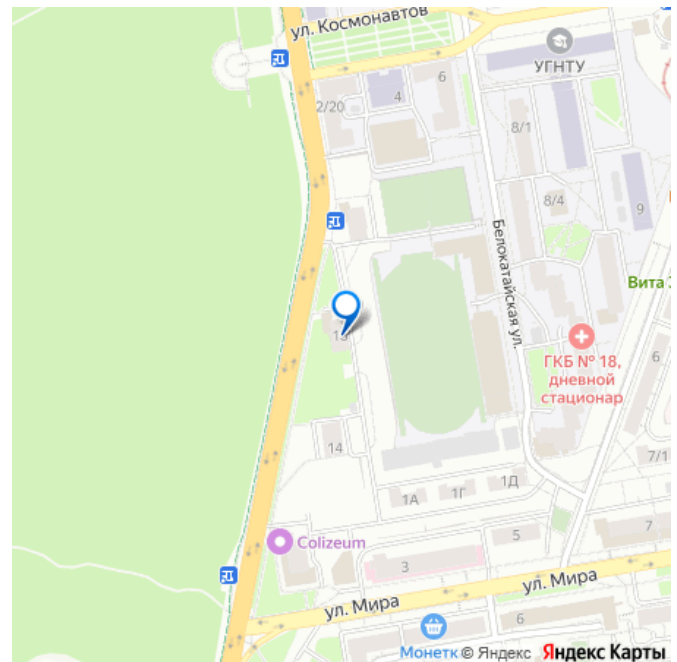 ул. Космонавтов
УГНТУ
6
4
2/20
8/1
8/4
9
Белокатайская ул.
Вита
13
ГКБ № 18,
дневной
стационар
6
14
7/1
1А
1Г
1Д
Colizeum
5
7
3
ул. Мира
ул. Мира
6
Монетк
© Яндекс
Яндекс Карты